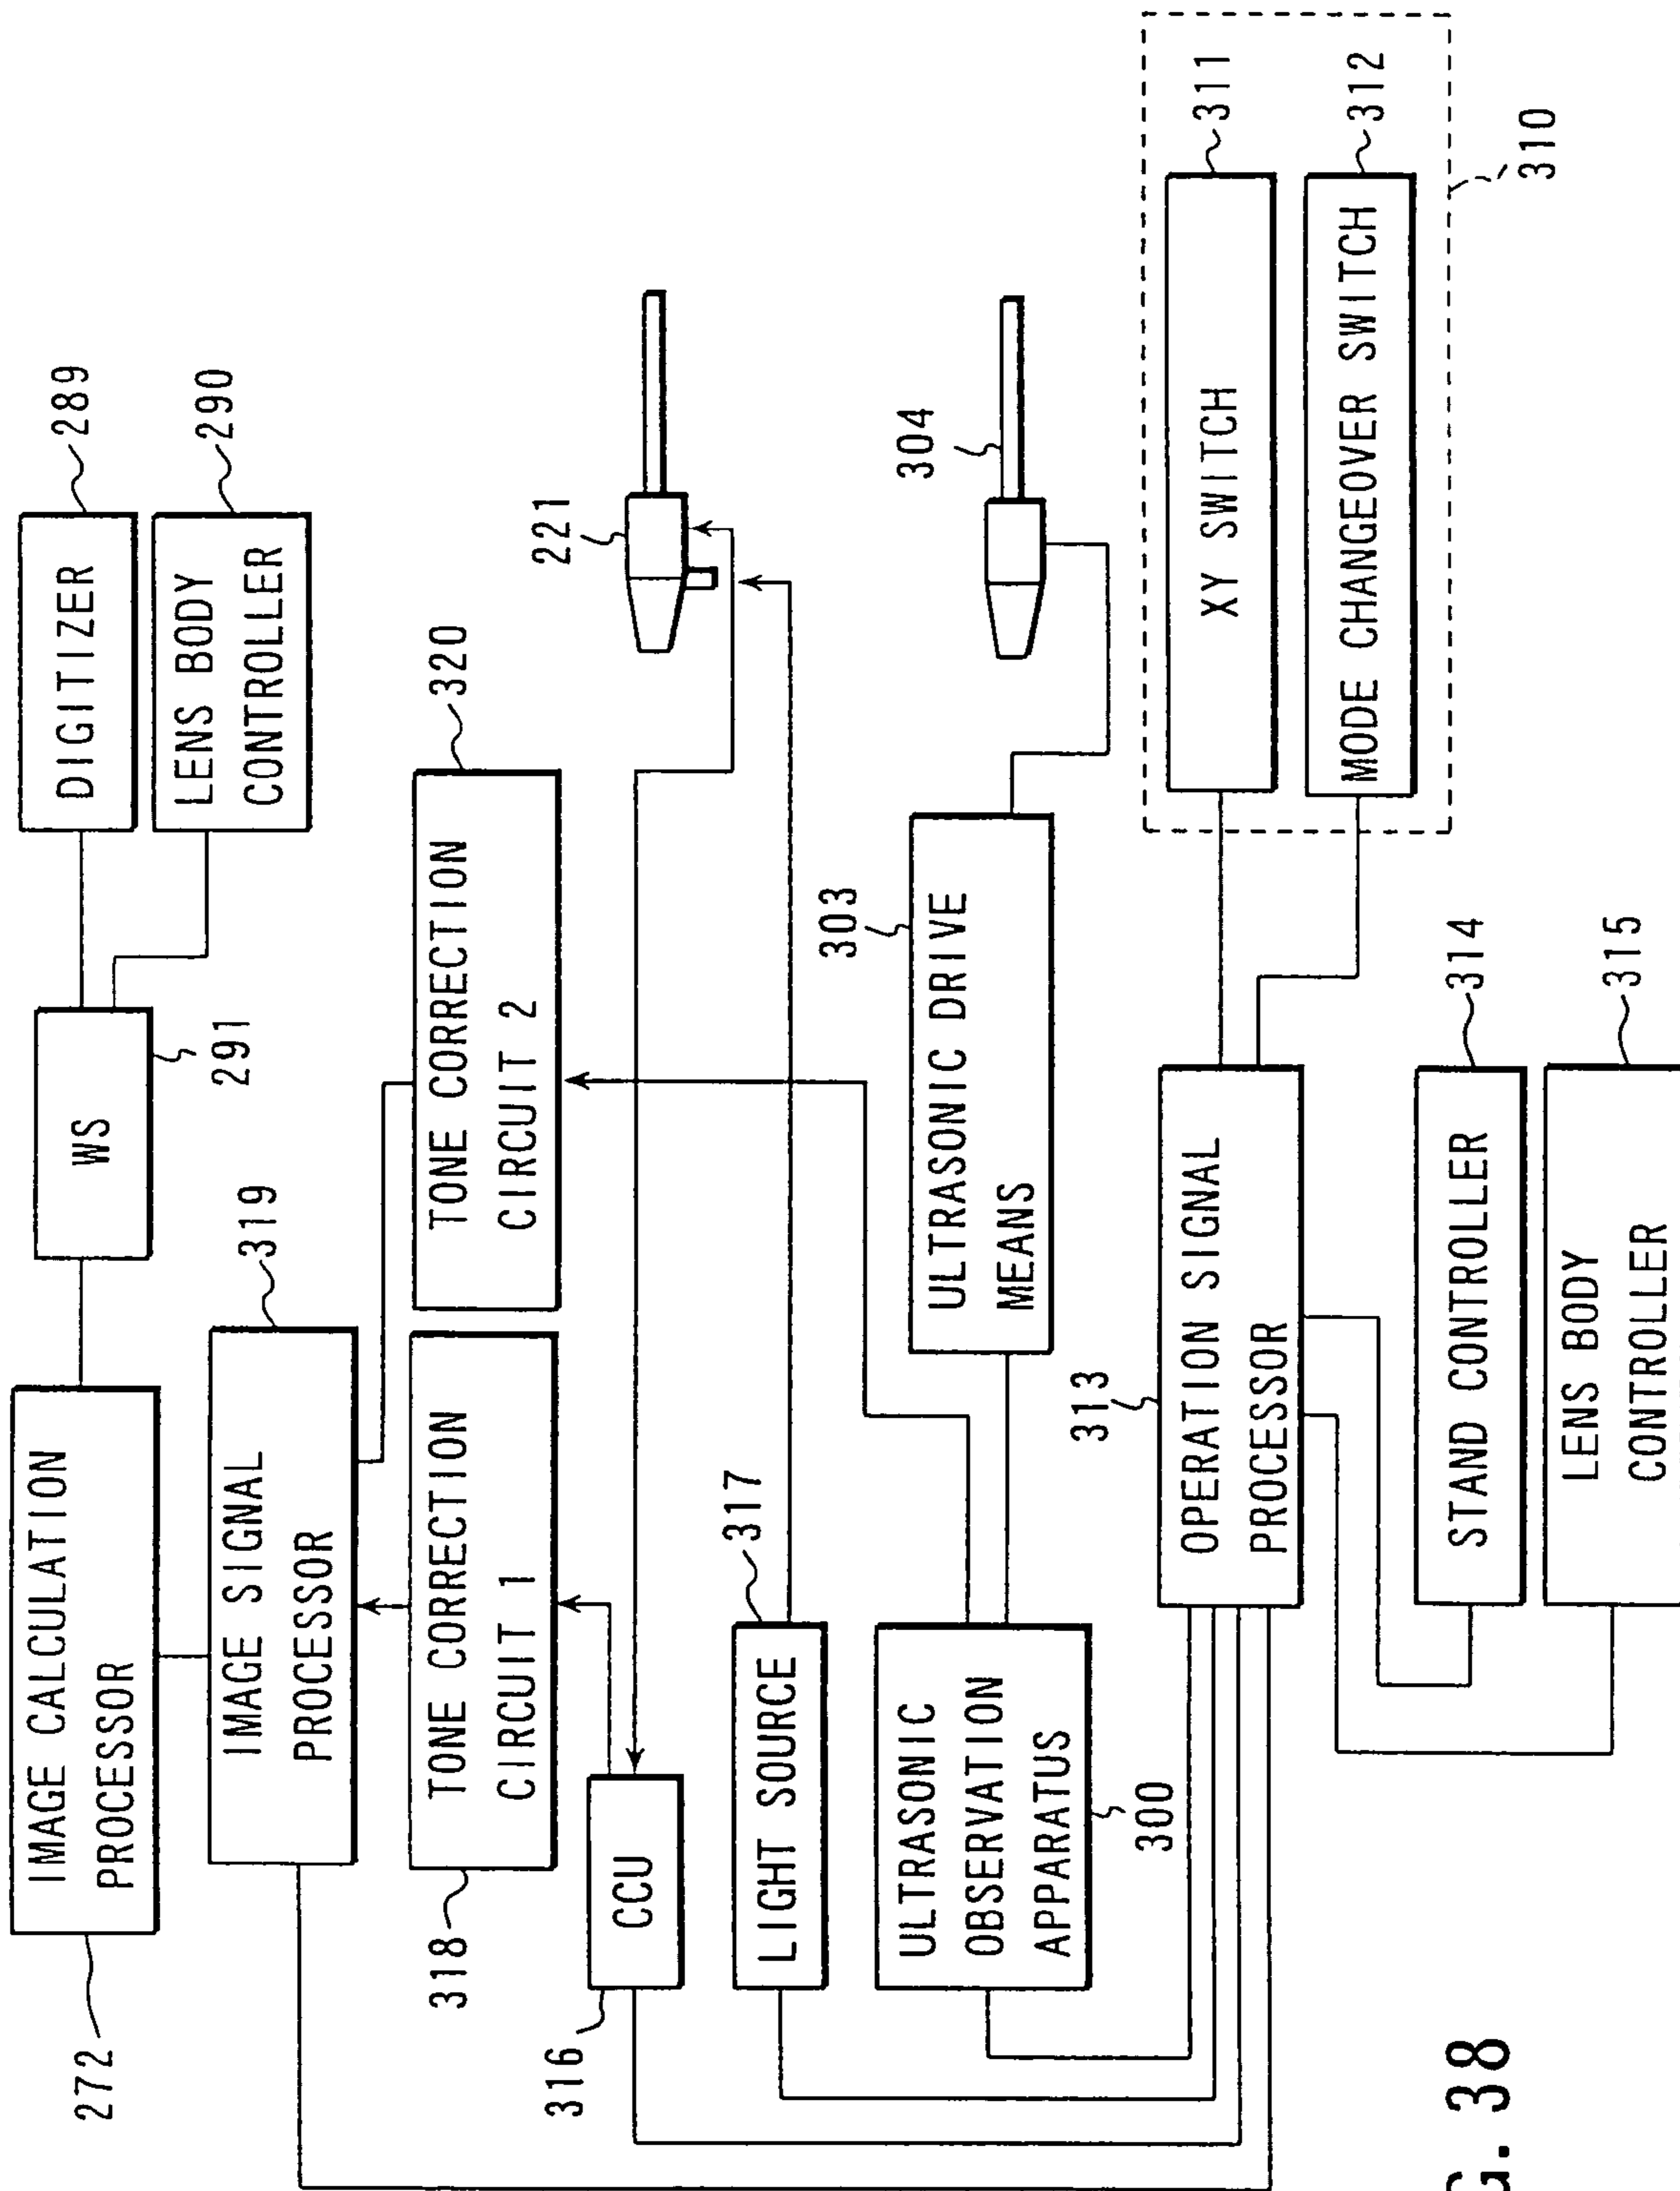 IMAGE CALCULATION
PROCESSOR
272
WS
291
DIGITIZER
289
LENS BODY
CONTROLLER
290
IMAGE SIGNAL
PROCESSOR
319
TONE CORRECTION
CIRCUIT 1
318
TONE CORRECTION
CIRCUIT 2
320
CCU
316
221
LIGHT SOURCE
317
ULTRASONIC
OBSERVATION
APPARATUS
300
ULTRASONIC DRIVE
MEANS
303
304
OPERATION SIGNAL
PROCESSOR
313
XY SWITCH
311
MODE CHANGEOVER SWITCH
312
310
STAND CONTROLLER
314
LENS BODY
CONTROLLER
315
G. 38